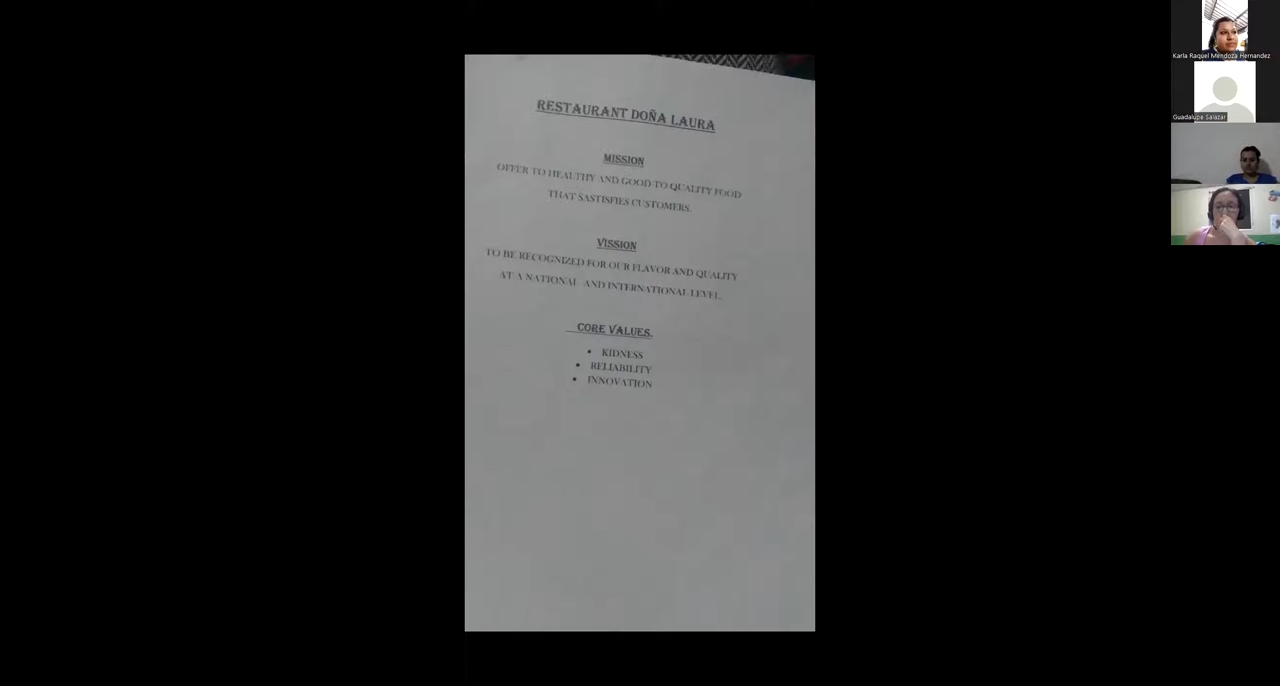 RESTAURANT DOÑA LAURA
MISSION
OFFER TO HEALTHY AND GOOD TO QUALITY FOOD
THAT SASTISFIES CUSTOMERS.
VISSION
TO BE RECOGNIZED FOR OUR FLAVOR AND QUALITY
AT A NATIONAL AND INTERNATIONAL LEVEL.
CORE VALUES.
• KIDNESS
• RELIABILITY
• INNOVATION
Karla Raquel Mendoza Hernandez
Guadalupe Salazar